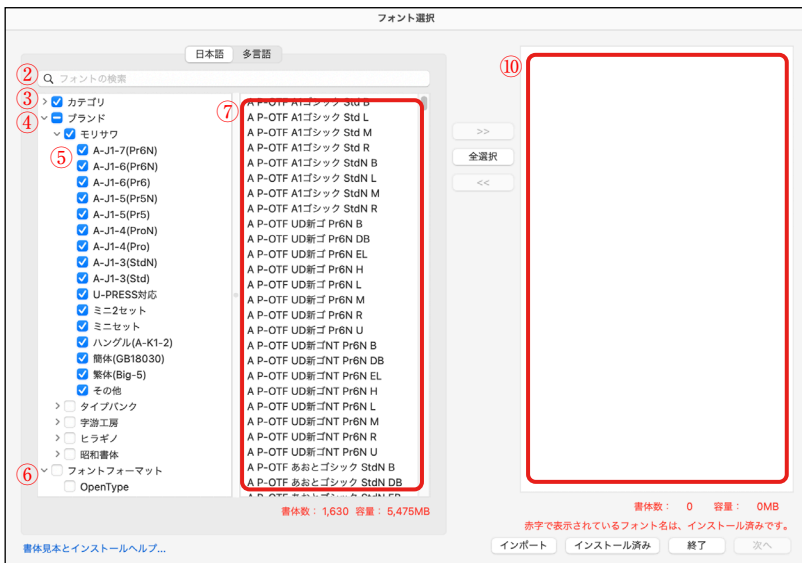 フォント選択
日本語 多言語
② フォントの検索
③ カテゴリ
④ ブランド
モリサワ
⑤ A-J1-7(Pr6N)
A-J1-6(Pr6N)
A-J1-6(Pr6)
A-J1-5(Pr5N)
A-J1-5(Pr5)
A-J1-4(ProN)
A-J1-4(Pro)
A-J1-3(StdN)
A-J1-3(Std)
U-PRESS対応
ミニ2セット
ミニセット
ハングル(A-K1-2)
簡体(GB18030)
繁体(Big-5)
その他
タイプバンク
字游工房
ヒラギノ
昭和書体
⑥ フォントフォーマット
OpenType
⑦
A P-OTF A1ゴシック Std B
A P-OTF A1ゴシック Std L
A P-OTF A1ゴシック Std M
A P-OTF A1ゴシック Std R
A P-OTF A1ゴシック StdN B
A P-OTF A1ゴシック StdN L
A P-OTF A1ゴシック StdN M
A P-OTF A1ゴシック StdN R
A P-OTF UD新ゴ Pr6N B
A P-OTF UD新ゴ Pr6N DB
A P-OTF UD新ゴ Pr6N EL
A P-OTF UD新ゴ Pr6N H
A P-OTF UD新ゴ Pr6N L
A P-OTF UD新ゴ Pr6N M
A P-OTF UD新ゴ Pr6N R
A P-OTF UD新ゴ Pr6N U
A P-OTF UD新ゴNT Pr6N B
A P-OTF UD新ゴNT Pr6N DB
A P-OTF UD新ゴNT Pr6N EL
A P-OTF UD新ゴNT Pr6N H
A P-OTF UD新ゴNT Pr6N L
A P-OTF UD新ゴNT Pr6N M
A P-OTF UD新ゴNT Pr6N R
A P-OTF UD新ゴNT Pr6N U
A P-OTF あおとゴシック StdN B
A P-OTF あおとゴシック StdN DB
A P-OTF あおとゴシック StdN EB
書体数： 1,630 容量： 5,475MB
>>
全選択
<<
⑩
書体数： 0 容量： 0MB
赤字で表示されているフォント名は、インストール済みです。
書体見本とインストールヘルプ...
インポート インストール済み 終了 次へ